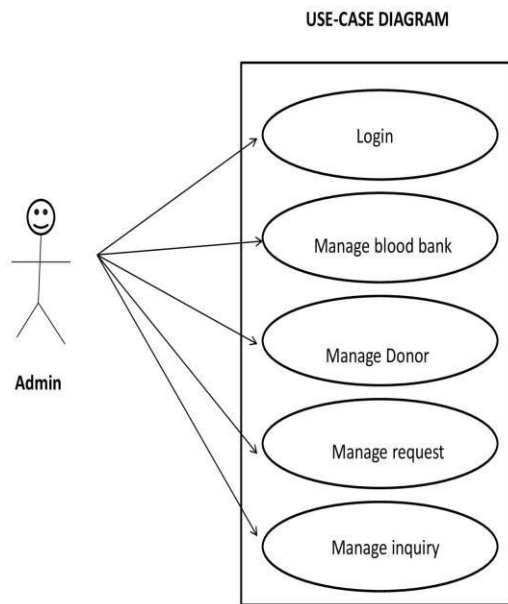 USE-CASE DIAGRAM
Login
Manage blood bank
Manage Donor
Admin
Manage request
Manage inquiry